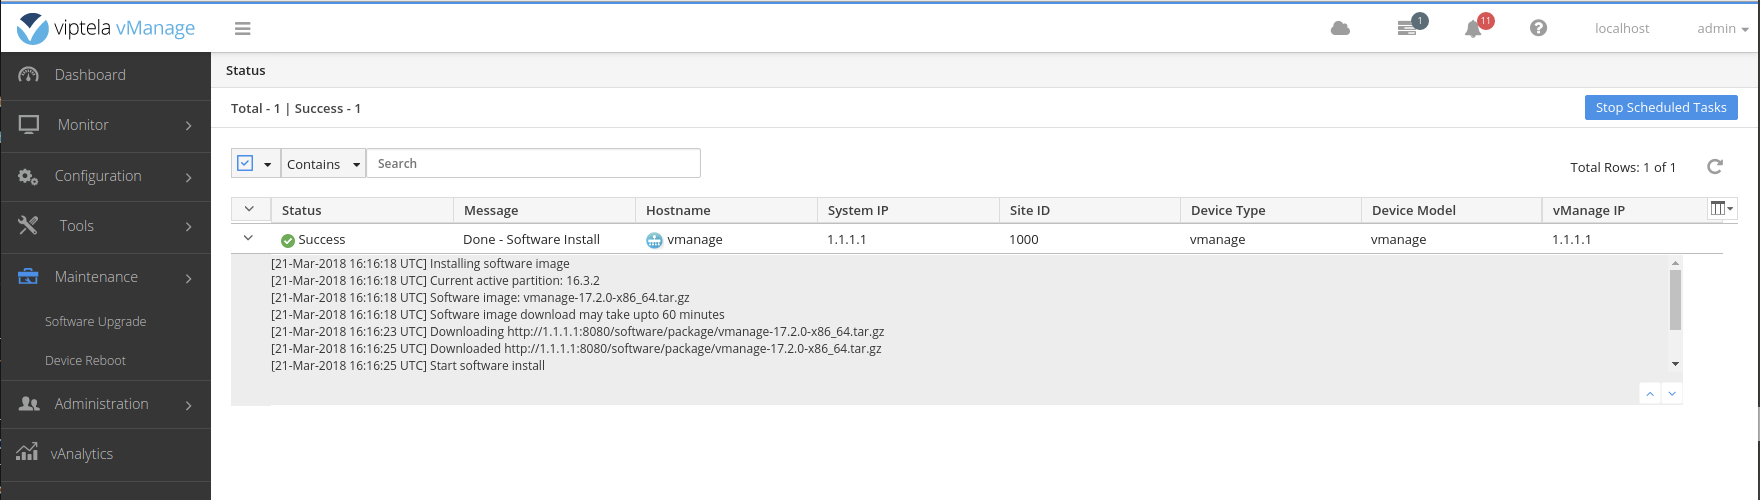 viptela vManage
1
11
localhost
admin
Dashboard
Monitor
Configuration
Tools
Maintenance
Software Upgrade
Device Reboot
Administration
vAnalytics
Status
Total - 1 | Success - 1
Stop Scheduled Tasks
Contains
Search
Total Rows: 1 of 1
Status Message Hostname System IP Site ID Device Type Device Model vManage IP
Success Done - Software Install vmanage 1.1.1.1 1000 vmanage vmanage 1.1.1.1
[21-Mar-2018 16:16:18 UTC] Installing software image
[21-Mar-2018 16:16:18 UTC] Current active partition: 16.3.2
[21-Mar-2018 16:16:18 UTC] Software image: vmanage-17.2.0-x86_64.tar.gz
[21-Mar-2018 16:16:18 UTC] Software image download may take upto 60 minutes
[21-Mar-2018 16:16:23 UTC] Downloading http://1.1.1.1:8080/software/package/vmanage-17.2.0-x86_64.tar.gz
[21-Mar-2018 16:16:25 UTC] Downloaded http://1.1.1.1:8080/software/package/vmanage-17.2.0-x86_64.tar.gz
[21-Mar-2018 16:16:25 UTC] Start software install